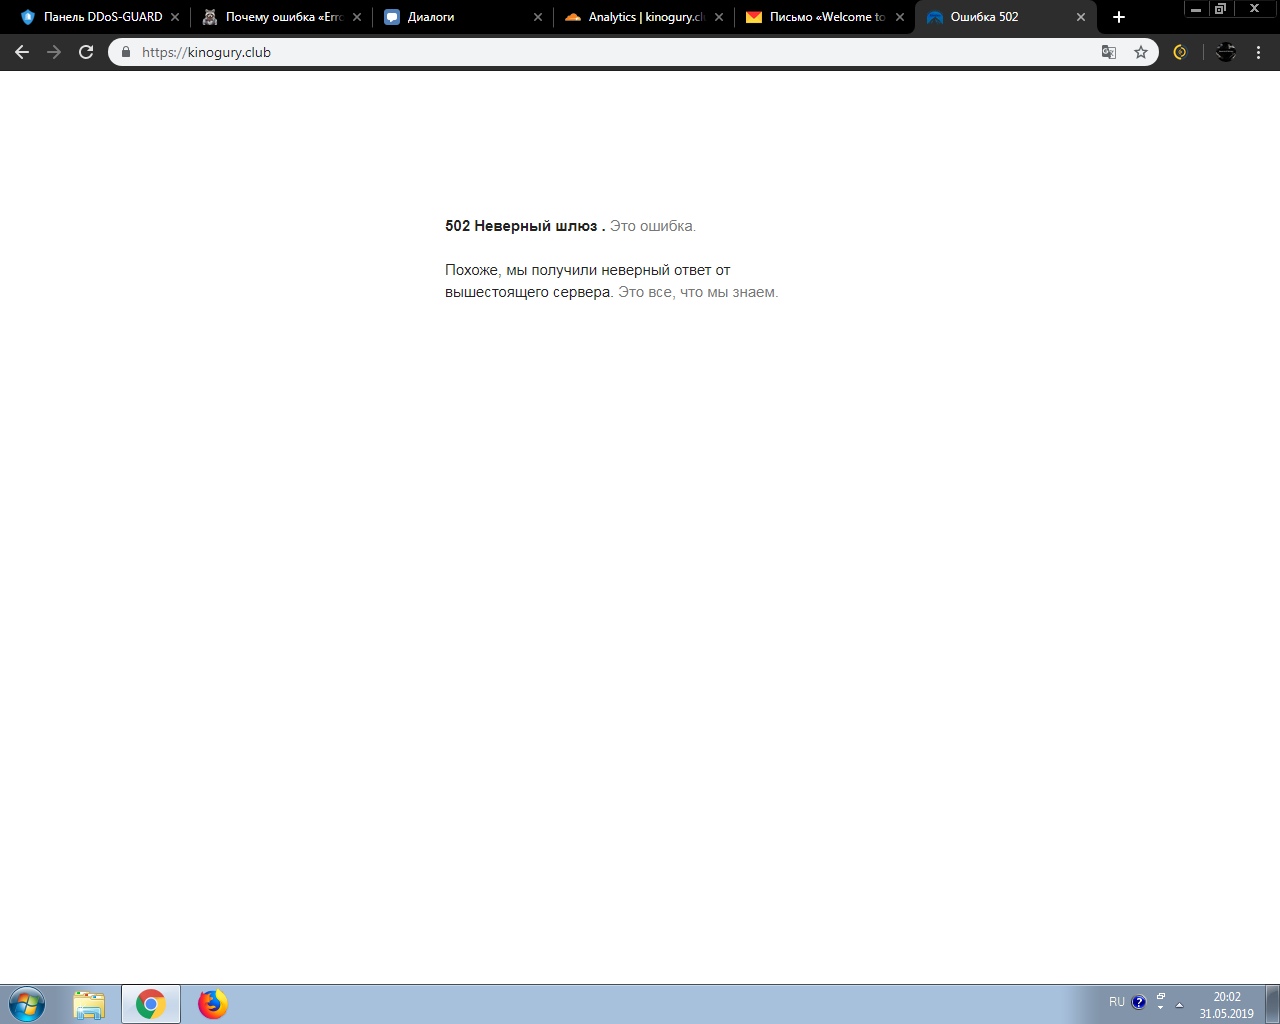 Панель DDoS-GUARD
Почему ошибка «Erro
Диалоги
Analytics | kinogury.cl
Письмо «Welcome to
Ошибка 502
https://kinogury.club
502 Неверный шлюз . Это ошибка.
Похоже, мы получили неверный ответ от
вышестоящего сервера. Это все, что мы знаем.
RU
20:02
31.05.2019